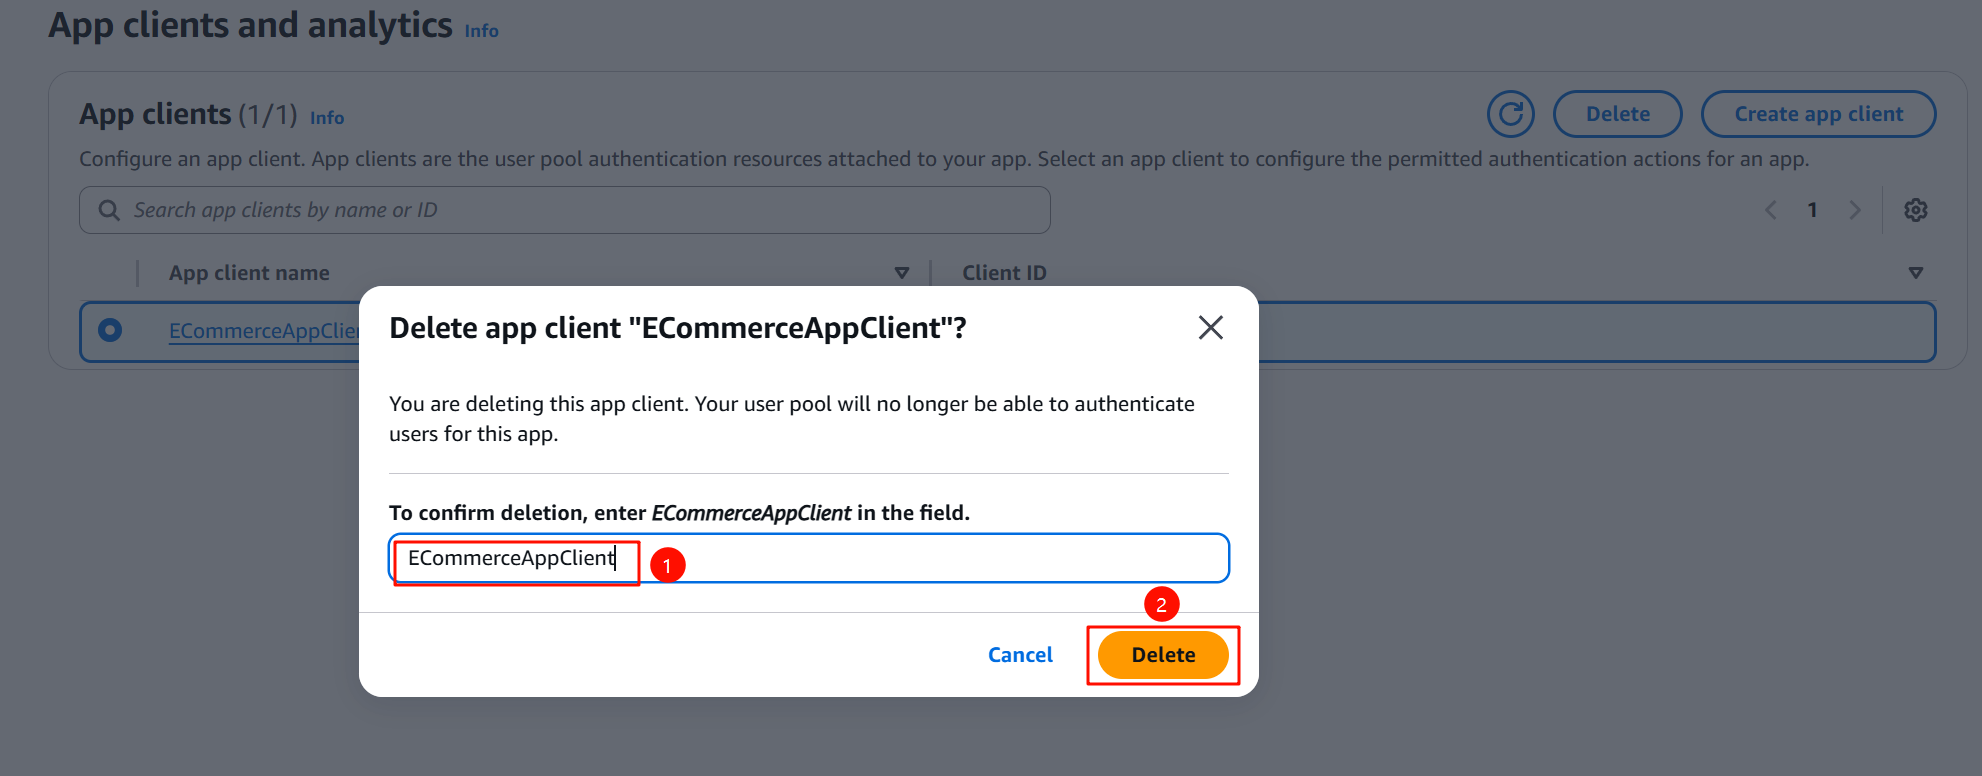 App clients and analytics Info
App clients (1/1) Info
Delete
Create app client
Configure an app client. App clients are the user pool authentication resources attached to your app. Select an app client to configure the permitted authentication actions for an app.
Search app clients by name or ID
1
App client name
Client ID
ECommerceAppClie
Delete app client "ECommerceAppClient"?
You are deleting this app client. Your user pool will no longer be able to authenticate
users for this app.
To confirm deletion, enter ECommerceAppClient in the field.
ECommerceAppClient
1
2
Cancel
Delete